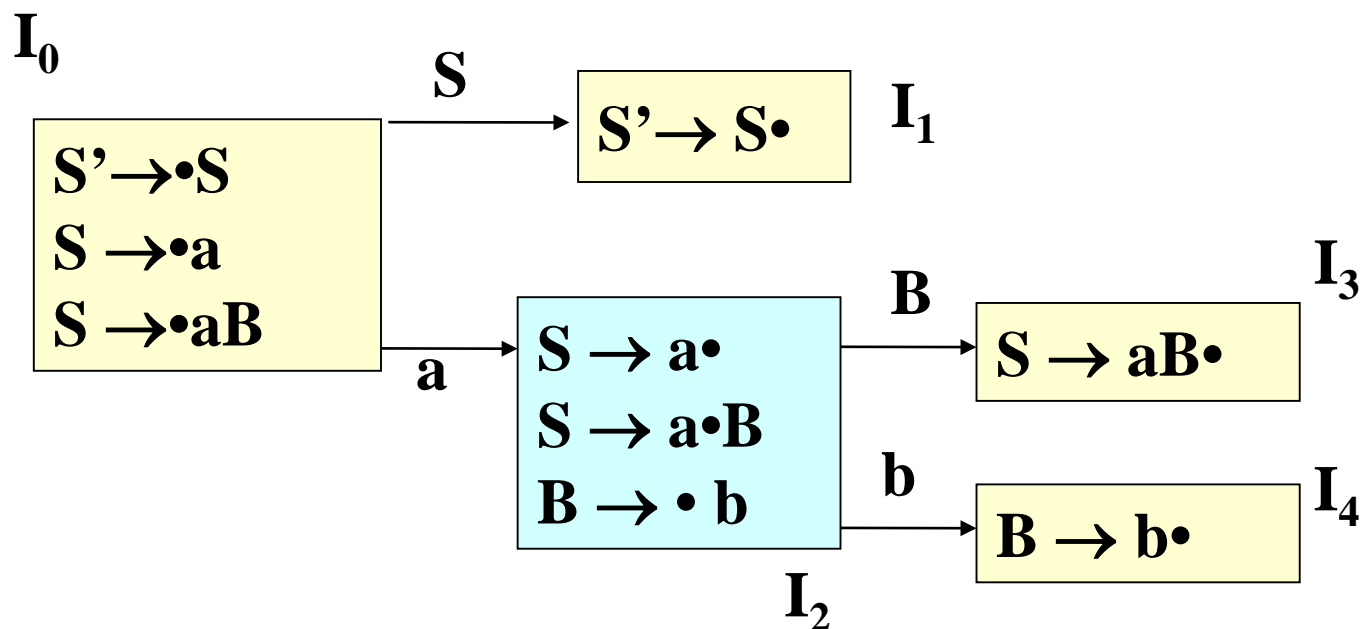 I₀
S
S’→•S
S →•a
S →•aB
S’→ S•
I₁
a
S → a•
S → a•B
B → • b
I₂
B
S → aB•
I₃
b
B → b•
I₄